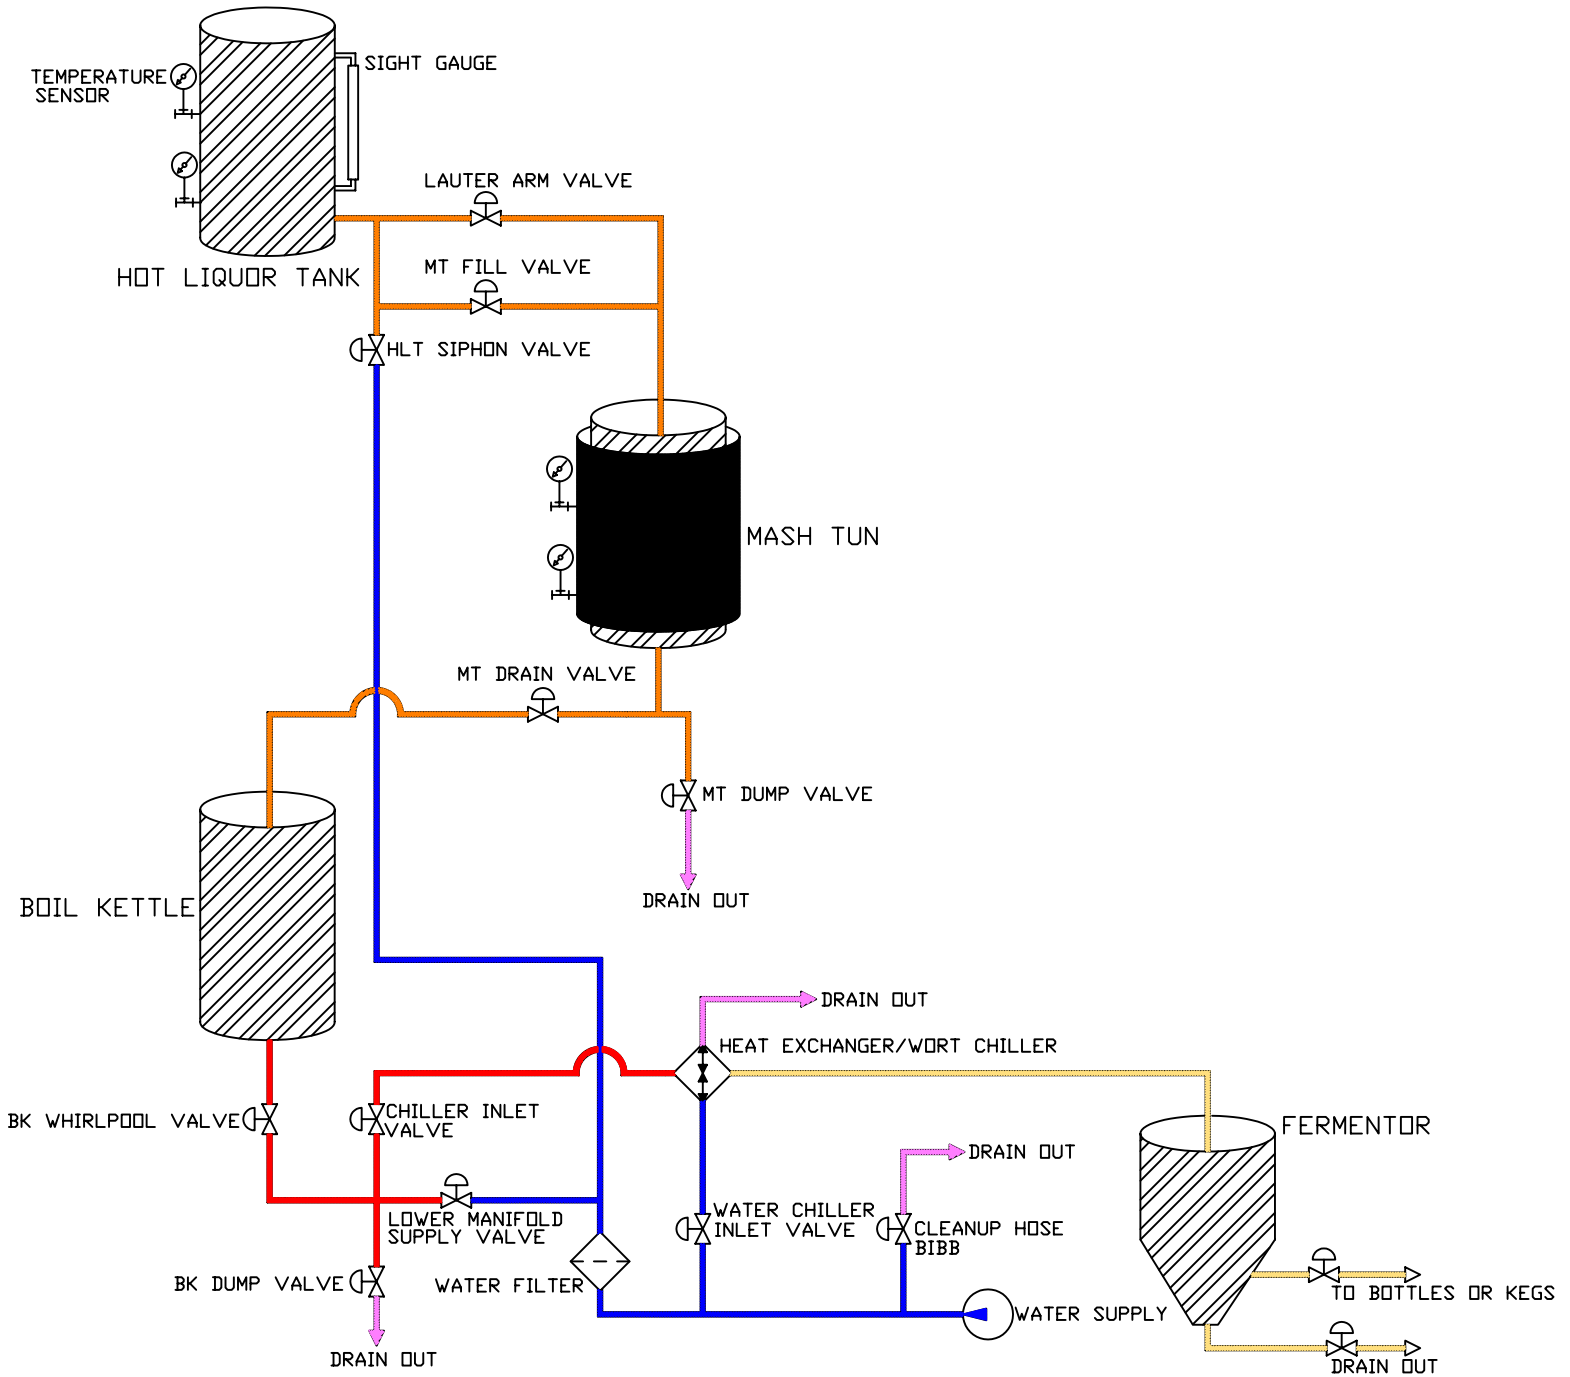 SIGHT GAUGE
TEMPERATURE
SENSOR
LAUTER ARM VALVE
HOT LIQUOR TANK
MT FILL VALVE
HLT SIPHON VALVE
MASH TUN
MT DRAIN VALVE
MT DUMP VALVE
DRAIN OUT
BOIL KETTLE
DRAIN OUT
HEAT EXCHANGER/WORT CHILLER
BK WHIRLPOOL VALVE
CHILLER INLET
VALVE
FERMENTOR
DRAIN OUT
LOWER MANIFOLD
SUPPLY VALVE
WATER CHILLER
INLET VALVE
CLEANUP HOSE
BIBB
BK DUMP VALVE
WATER FILTER
TO BOTTLES OR KEGS
WATER SUPPLY
DRAIN OUT
DRAIN OUT